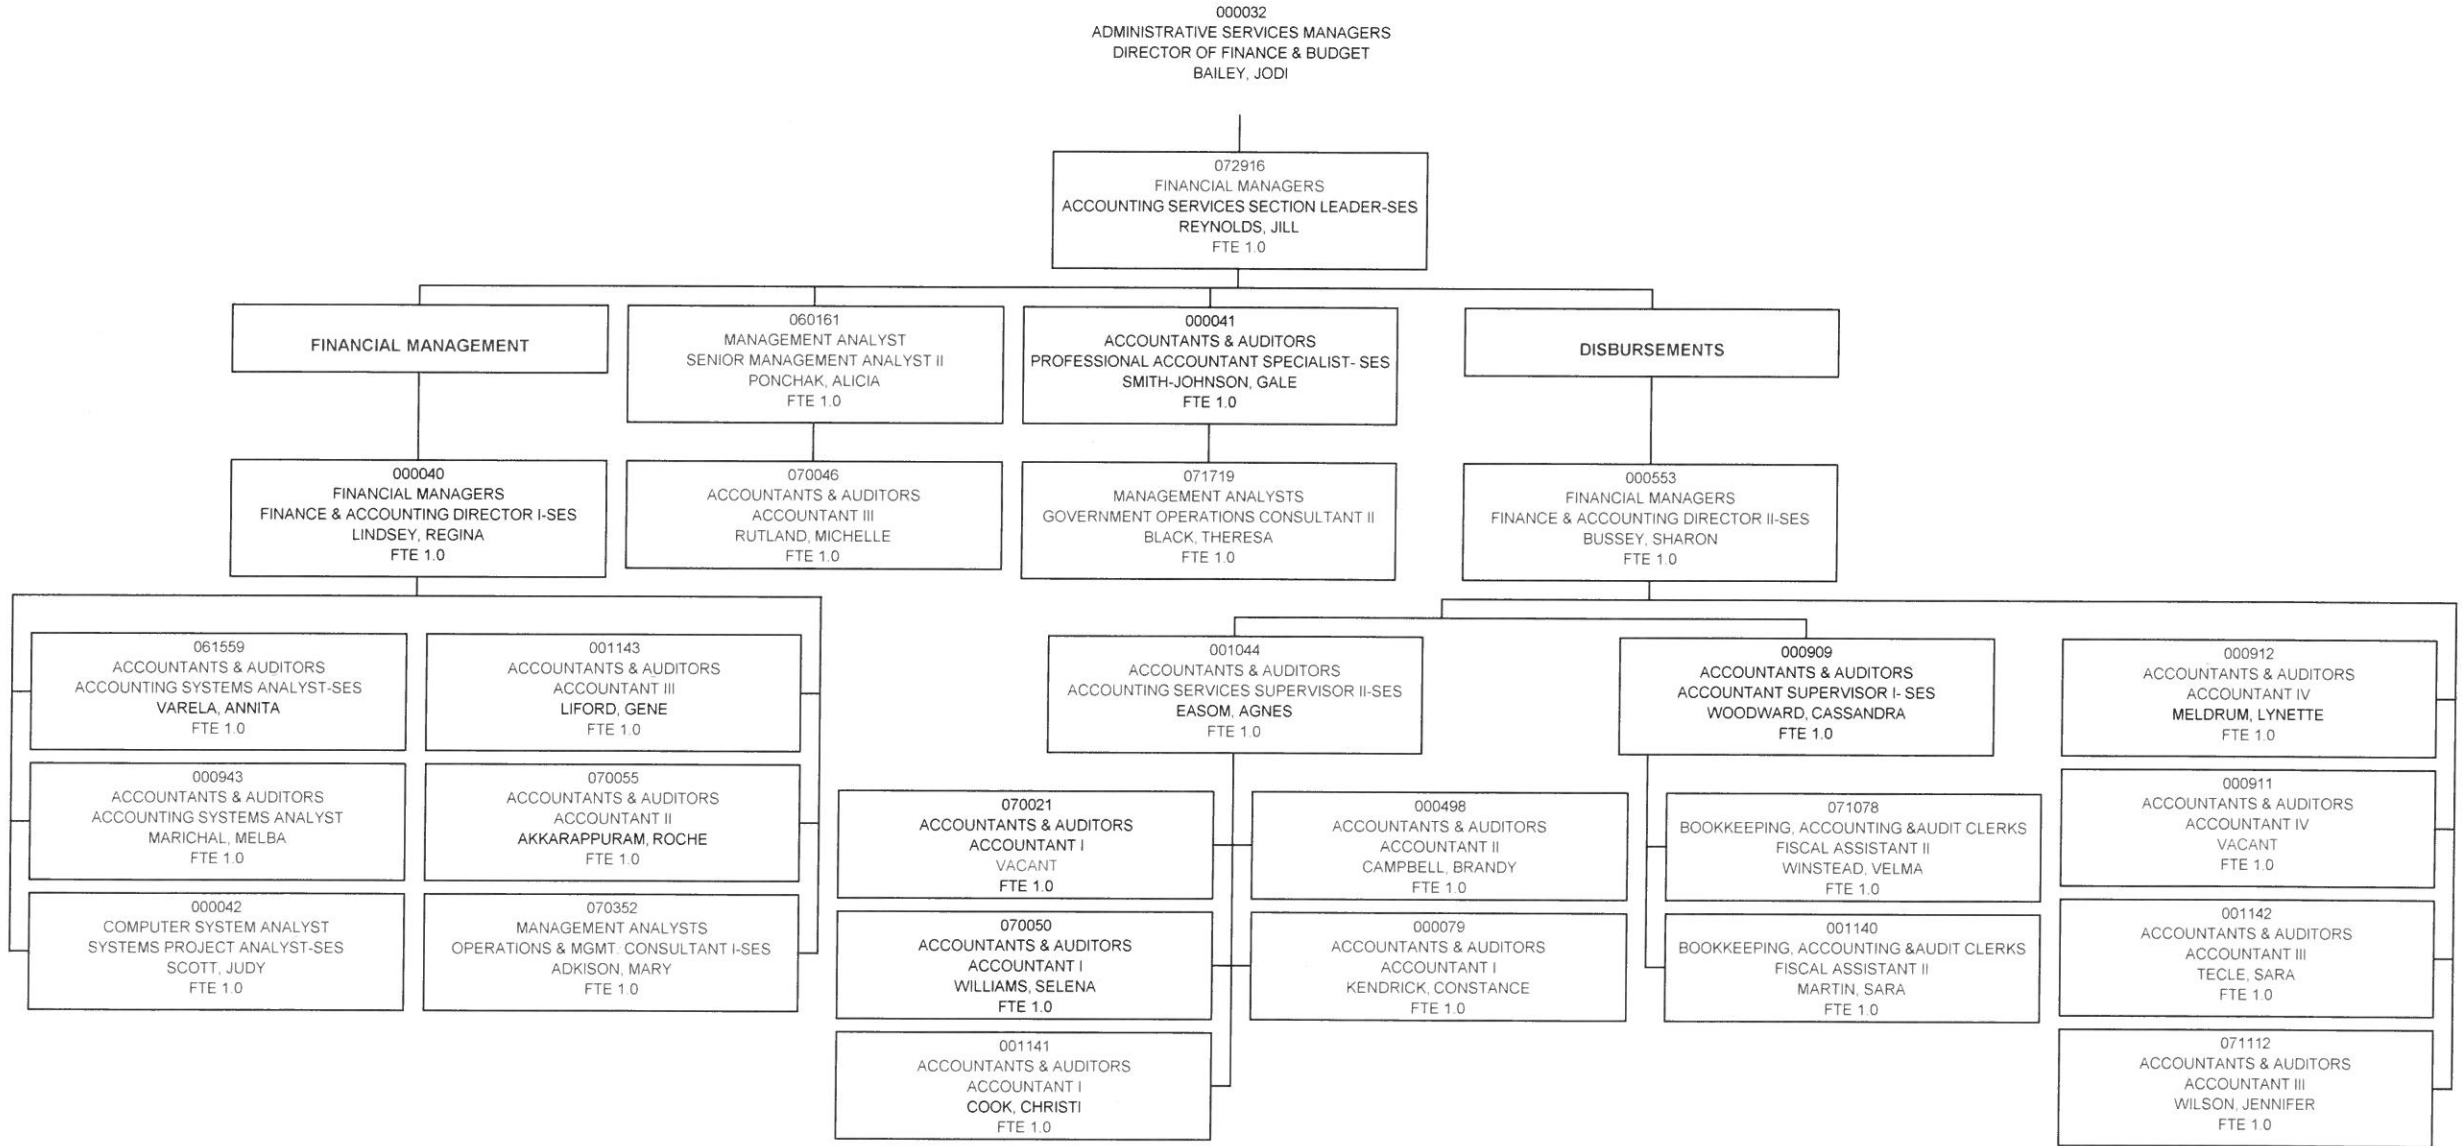 000032
ADMINISTRATIVE SERVICES MANAGERS
DIRECTOR OF FINANCE & BUDGET
BAILEY, JODI
072916
FINANCIAL MANAGERS
ACCOUNTING SERVICES SECTION LEADER-SES
REYNOLDS, JILL
FTE 1.0
FINANCIAL MANAGEMENT
060161
MANAGEMENT ANALYST
SENIOR MANAGEMENT ANALYST II
PONCHAK, ALICIA
FTE 1.0
000041
ACCOUNTANTS & AUDITORS
PROFESSIONAL ACCOUNTANT SPECIALIST- SES
SMITH-JOHNSON, GALE
FTE 1.0
DISBURSEMENTS
000040
FINANCIAL MANAGERS
FINANCE & ACCOUNTING DIRECTOR I-SES
LINDSEY, REGINA
FTE 1.0
070046
ACCOUNTANTS & AUDITORS
ACCOUNTANT III
RUTLAND, MICHELLE
FTE 1.0
071719
MANAGEMENT ANALYSTS
GOVERNMENT OPERATIONS CONSULTANT II
BLACK, THERESA
FTE 1.0
000553
FINANCIAL MANAGERS
FINANCE & ACCOUNTING DIRECTOR II-SES
BUSSEY, SHARON
FTE 1.0
061559
ACCOUNTANTS & AUDITORS
ACCOUNTING SYSTEMS ANALYST-SES
VARELA, ANNITA
FTE 1.0
001143
ACCOUNTANTS & AUDITORS
ACCOUNTANT III
LIFORD, GENE
FTE 1.0
000943
ACCOUNTANTS & AUDITORS
ACCOUNTING SYSTEMS ANALYST
MARICHAL, MELBA
FTE 1.0
070055
ACCOUNTANTS & AUDITORS
ACCOUNTANT II
AKKARAPPURAM, ROCHE
FTE 1.0
000042
COMPUTER SYSTEM ANALYST
SYSTEMS PROJECT ANALYST-SES
SCOTT, JUDY
FTE 1.0
070352
MANAGEMENT ANALYSTS
OPERATIONS & MGMT. CONSULTANT I-SES
ADKISON, MARY
FTE 1.0
001044
ACCOUNTANTS & AUDITORS
ACCOUNTING SERVICES SUPERVISOR II-SES
EASOM, AGNES
FTE 1.0
070021
ACCOUNTANTS & AUDITORS
ACCOUNTANT I
VACANT
FTE 1.0
000498
ACCOUNTANTS & AUDITORS
ACCOUNTANT II
CAMPBELL, BRANDY
FTE 1.0
070050
ACCOUNTANTS & AUDITORS
ACCOUNTANT I
WILLIAMS, SELENA
FTE 1.0
000079
ACCOUNTANTS & AUDITORS
ACCOUNTANT I
KENDRICK, CONSTANCE
FTE 1.0
001141
ACCOUNTANTS & AUDITORS
ACCOUNTANT I
COOK, CHRISTI
FTE 1.0
000909
ACCOUNTANTS & AUDITORS
ACCOUNTANT SUPERVISOR I- SES
WOODWARD, CASSANDRA
FTE 1.0
071078
BOOKKEEPING, ACCOUNTING &AUDIT CLERKS
FISCAL ASSISTANT II
WINSTEAD, VELMA
FTE 1.0
001140
BOOKKEEPING, ACCOUNTING &AUDIT CLERKS
FISCAL ASSISTANT II
MARTIN, SARA
FTE 1.0
000912
ACCOUNTANTS & AUDITORS
ACCOUNTANT IV
MELDRUM, LYNETTE
FTE 1.0
000911
ACCOUNTANTS & AUDITORS
ACCOUNTANT IV
VACANT
FTE 1.0
001142
ACCOUNTANTS & AUDITORS
ACCOUNTANT III
TECLE, SARA
FTE 1.0
071112
ACCOUNTANTS & AUDITORS
ACCOUNTANT III
WILSON, JENNIFER
FTE 1.0